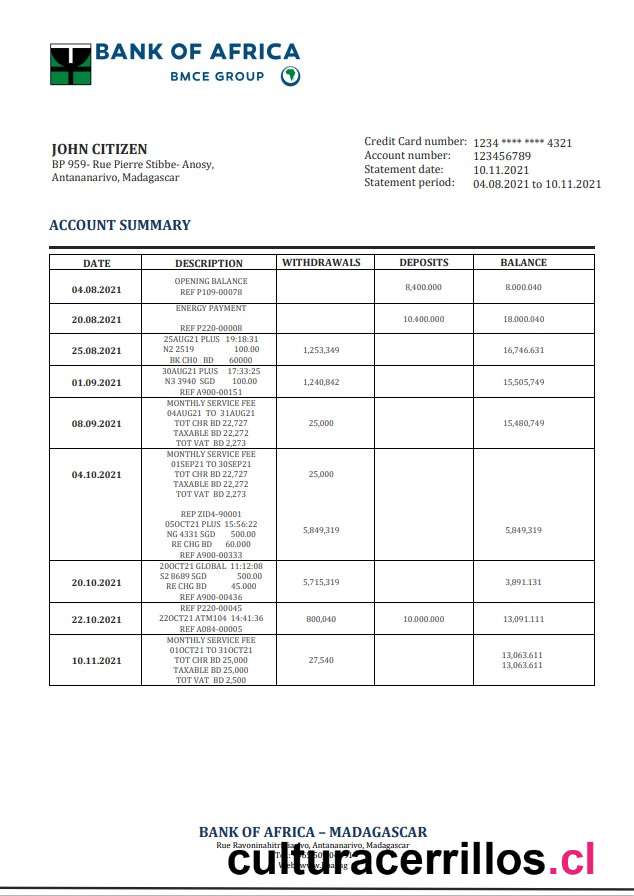 BANK OF AFRICA
BMCE GROUP
JOHN CITIZEN
BP 959- Rue Pierre Stibbe- Anosy,
Antananarivo, Madagascar
Credit Card number: 1234 **** **** 4321
Account number: 123456789
Statement date: 10.11.2021
Statement period: 04.08.2021 to 10.11.2021
ACCOUNT SUMMARY
DATE DESCRIPTION WITHDRAWALS DEPOSITS BALANCE
OPENING BALANCE
04.08.2021 8,400.000 8.000.040
REF P109-00078
ENERGY PAYMENT
20.08.2021 10.400.000 18.000.040
REF P220-00008
25AUG21 PLUS 19:18:31
25.08.2021 N2 2519 100.00 1,253,349 16,746.631
BK CH0 BD 60000
30AUG21 PLUS 17:33:25
01.09.2021 N3 3940 SGD 100.00 1,240,842 15,505,749
REF A900-00151
MONTHLY SERVICE FEE
04AUG21 TO 31AUG21
08.09.2021 TOT CHR BD 22,727 25,000 15,480,749
TAXABLE BD 22,272
TOT VAT BD 2,273
MONTHLY SERVICE FEE
01SEP21 TO 30SEP21
04.10.2021 TOT CHR BD 22,727 25,000
TAXABLE BD 22,272
TOT VAT BD 2,273
REP ZID4-90001
05OCT21 PLUS 15:56:22
NG 4331 SGD 500.00 5,849,319 5,849,319
RE CHG BD 60.000
REF A900-00333
20OCT21 GLOBAL 11:12:08
S2 8689 SGD 500.00
20.10.2021 5,715,319 3,891.131
RE CHG BD 45.000
REF A900-00436
REF P220-00045
22.10.2021 22OCT21 ATM104 14:41:36 800,040 10.000.000 13,091.111
REF A084-00005
MONTHLY SERVICE FEE
01OCT21 TO 31OCT21
10.11.2021 TOT CHR BD 25,000 27,540 13,063.611
TAXABLE BD 25,000 13,063.611
TOT VAT BD 2,500
BANK OF AFRICA – MADAGASCAR
Antananarivo, Madagascar
culturacerrillos.cl